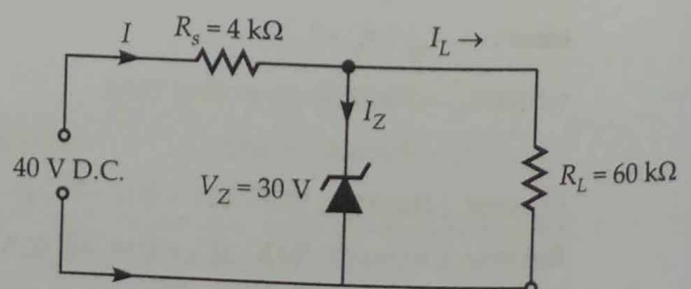 I
R_s = 4 kΩ
I_L →
I_Z
40 V D.C.
V_Z = 30 V
R_L = 60 kΩ